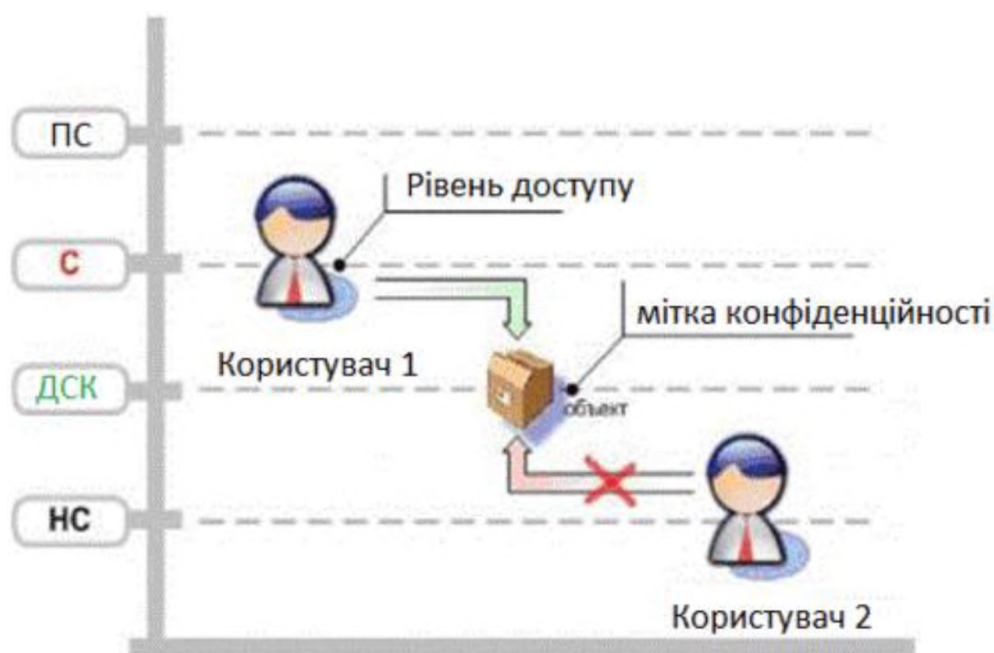 ПС
Рівень доступу
С
мітка конфіденційності
Користувач 1
ДСК
объект
НС
Користувач 2